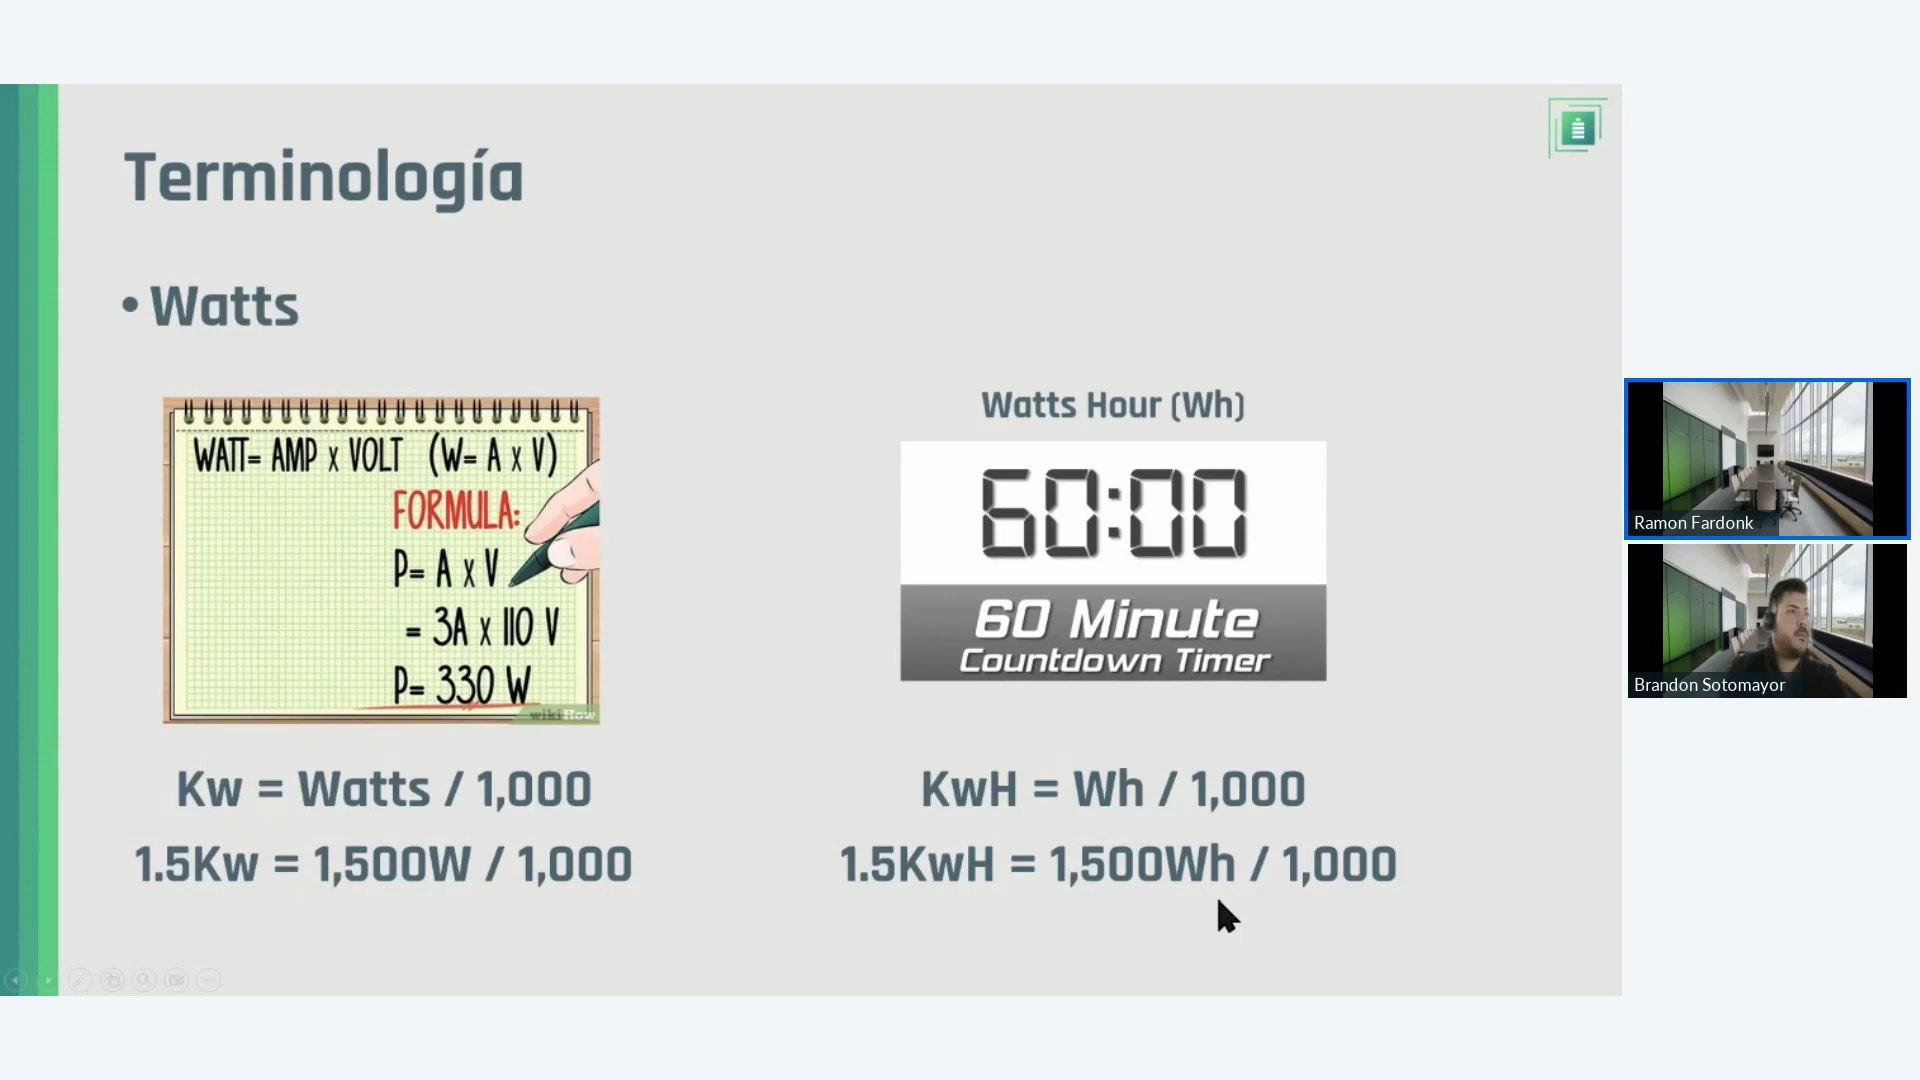 Terminología
• Watts
WATT= AMP x VOLT (W= A x V)
FORMULA:
P= A x V
= 3A x 110 V
P= 330 W
wikiHow
Kw = Watts / 1,000
1.5Kw = 1,500W / 1,000
Watts Hour (Wh)
60:00
60 Minute
Countdown Timer
KwH = Wh / 1,000
1.5KwH = 1,500Wh / 1,000
Ramon Fardonk
Brandon Sotomayor